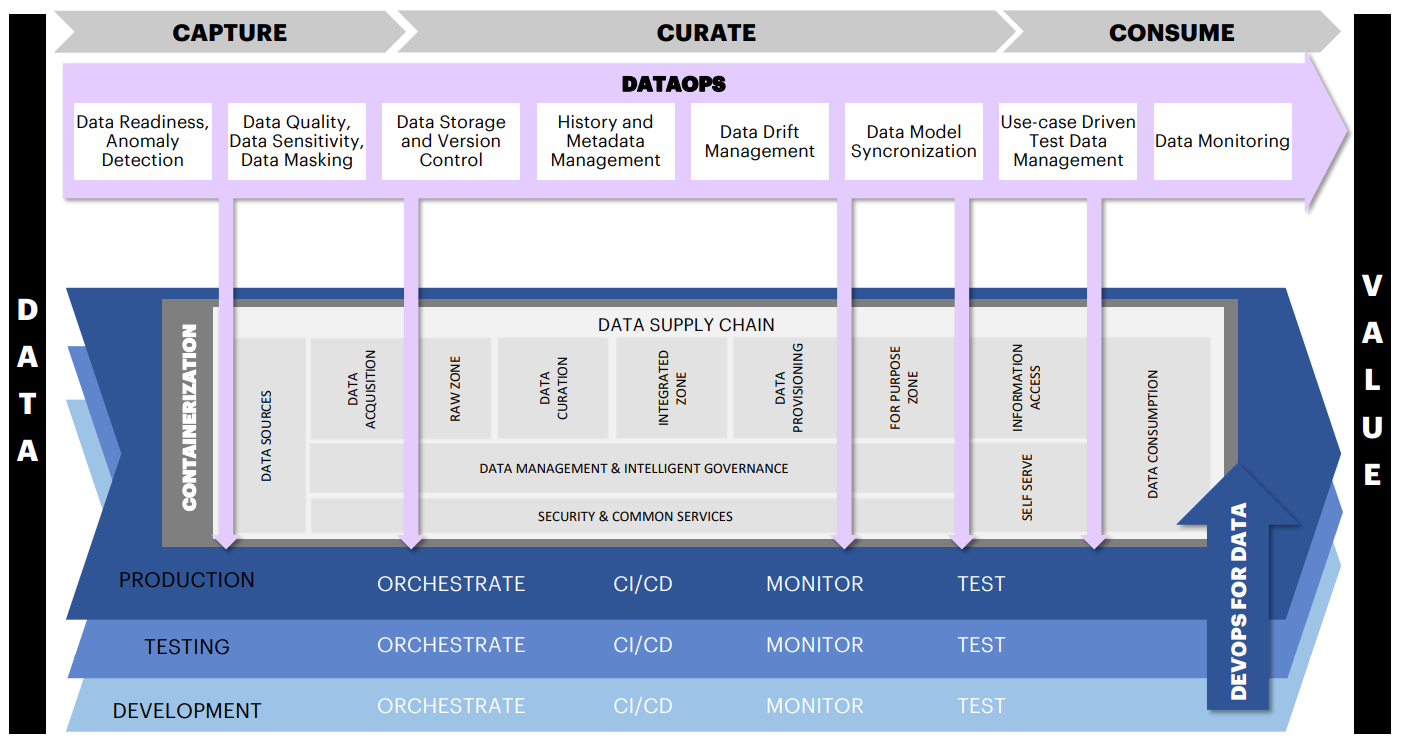 CAPTURE
CURATE
CONSUME
DATAOPS
Data Readiness,
Anomaly
Detection
Data Quality,
Data Sensitivity,
Data Masking
Data Storage
and Version
Control
History and
Metadata
Management
Data Drift
Management
Data Model
Syncronization
Use-case Driven
Test Data
Management
Data Monitoring
DATA
VALUE
CONTAINERIZATION
DATA SUPPLY CHAIN
DATA SOURCES
DATA
ACQUISITION
RAW ZONE
DATA
CURATION
INTEGRATED
ZONE
DATA
PROVISIONING
FOR PURPOSE
ZONE
INFORMATION
ACCESS
DATA CONSUMPTION
DATA MANAGEMENT & INTELLIGENT GOVERNANCE
SELF SERVE
SECURITY & COMMON SERVICES
DEVOPS FOR DATA
PRODUCTION
ORCHESTRATE
CI/CD
MONITOR
TEST
TESTING
ORCHESTRATE
CI/CD
MONITOR
TEST
DEVELOPMENT
ORCHESTRATE
CI/CD
MONITOR
TEST